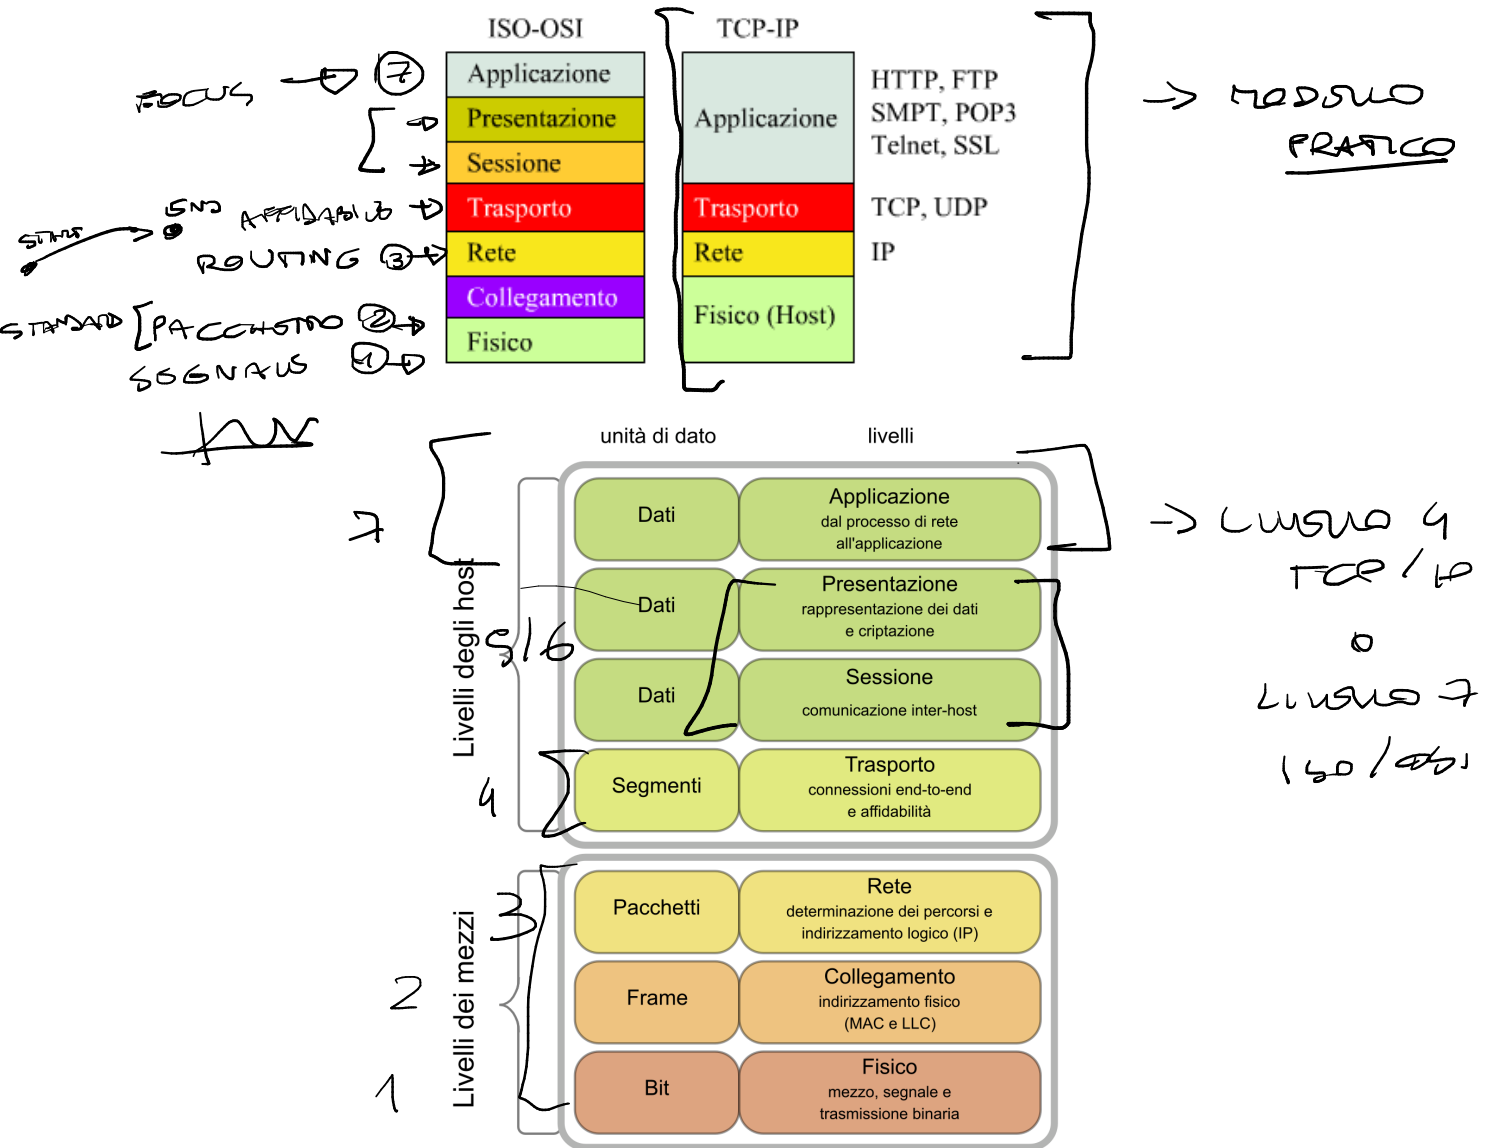 ISO-OSI TCP-IP
FOCUS 7 Applicazione
Presentazione
Sessione
Applicazione
HTTP, FTP
SMPT, POP3
Telnet, SSL
→ MODELLO
PRATICO
START END AFFIDABILE Trasporto Trasporto TCP, UDP
ROUTING 3 Rete Rete IP
Collegamento
STANDARD PACCHETTO 2
SEGNALE 1 Fisico
Fisico (Host)
unità di dato livelli
7
Livelli degli host
Dati Applicazione
dal processo di rete
all'applicazione
→ LIVELLO 4
TCP/IP
O
LIVELLO 7
ISO/OSI
5/6
Dati Presentazione
rappresentazione dei dati
e criptazione
Dati Sessione
comunicazione inter-host
4
Segmenti Trasporto
connessioni end-to-end
e affidabilità
Livelli dei mezzi
3
Pacchetti Rete
determinazione dei percorsi e
indirizzamento logico (IP)
2
Frame Collegamento
indirizzamento fisico
(MAC e LLC)
1
Bit Fisico
mezzo, segnale e
trasmissione binaria